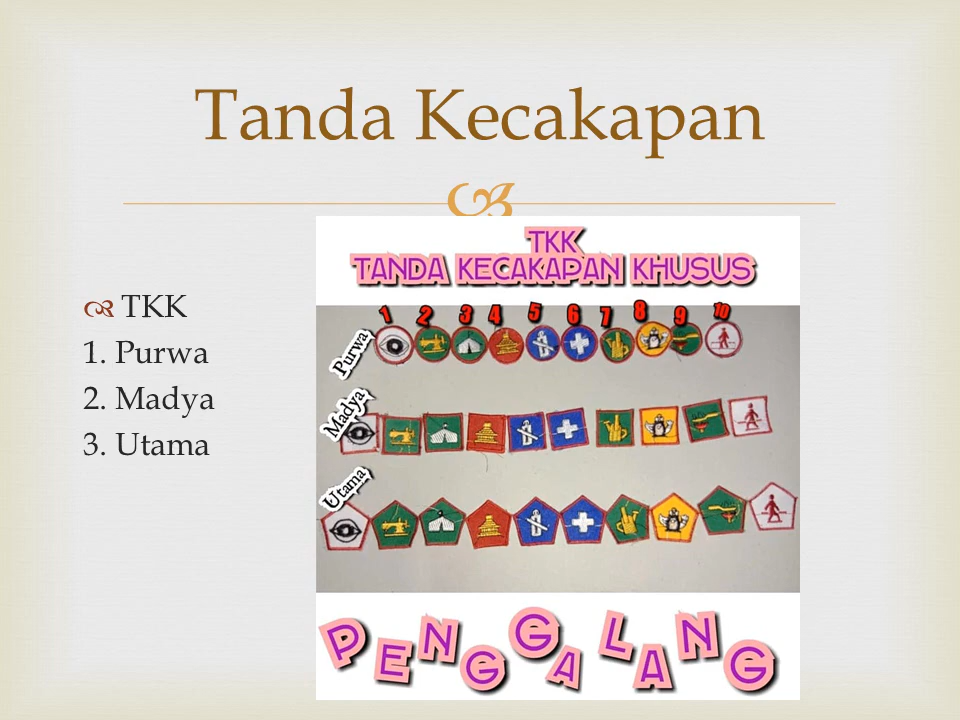 Tanda Kecakapan
TKK
1. Purwa
2. Madya
3. Utama
TKK
TANDA KECAKAPAN KHUSUS
1 2 3 4 5 6 7 8 9 10
Purwa
Madya
Utama
PENGGALANG